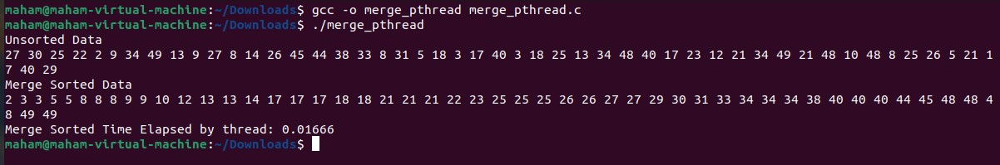 maham@maham-virtual-machine:~/Downloads$ gcc -o merge_pthread merge_pthread.c
maham@maham-virtual-machine:~/Downloads$ ./merge_pthread
Unsorted Data
27 30 25 22 2 9 34 49 13 9 27 8 14 26 45 44 38 33 8 31 5 18 3 17 40 3 18 25 13 34 48 40 17 23 12 21 34 49 21 48 10 48 8 25 26 5 21 1
7 40 29
Merge Sorted Data
2 3 3 5 5 8 8 8 9 9 10 12 13 13 14 17 17 17 18 18 21 21 21 22 23 25 25 25 26 26 27 27 29 30 31 33 34 34 34 38 40 40 40 44 45 48 48 4
8 49 49
Merge Sorted Time Elapsed by thread: 0.01666
maham@maham-virtual-machine:~/Downloads$